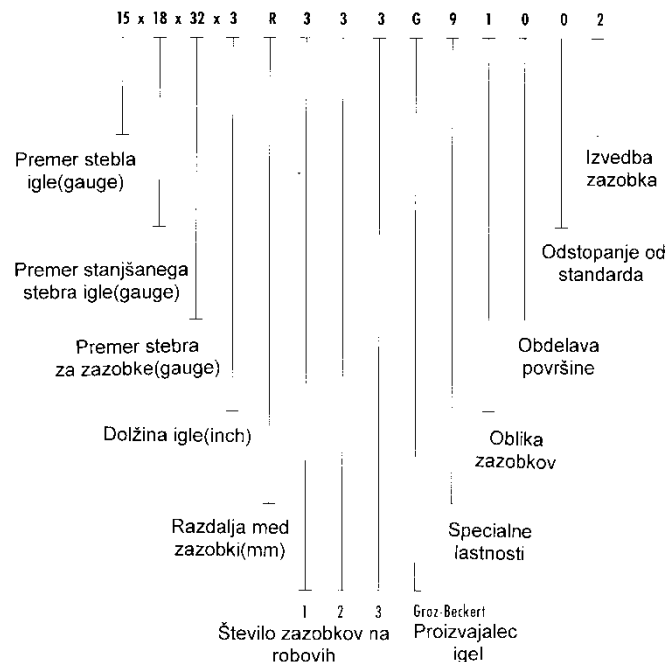 15 x 18 x 32 x 3 R 3 3 3 G 9 1 0 0 2
Premer stebla
igle(gauge)
Izvedba
zazobka
Premer stanjšanega
stebra igle(gauge)
Odstopanje od
standarda
Premer stebra
za zazobke(gauge)
Obdelava
površine
Dolžina igle(inch)
Oblika
zazobkov
Razdalja med
zazobki(mm)
Specialne
lastnosti
1 2 3 Groz-Beckert
Število zazobkov na
robovih
Proizvajalec
igel